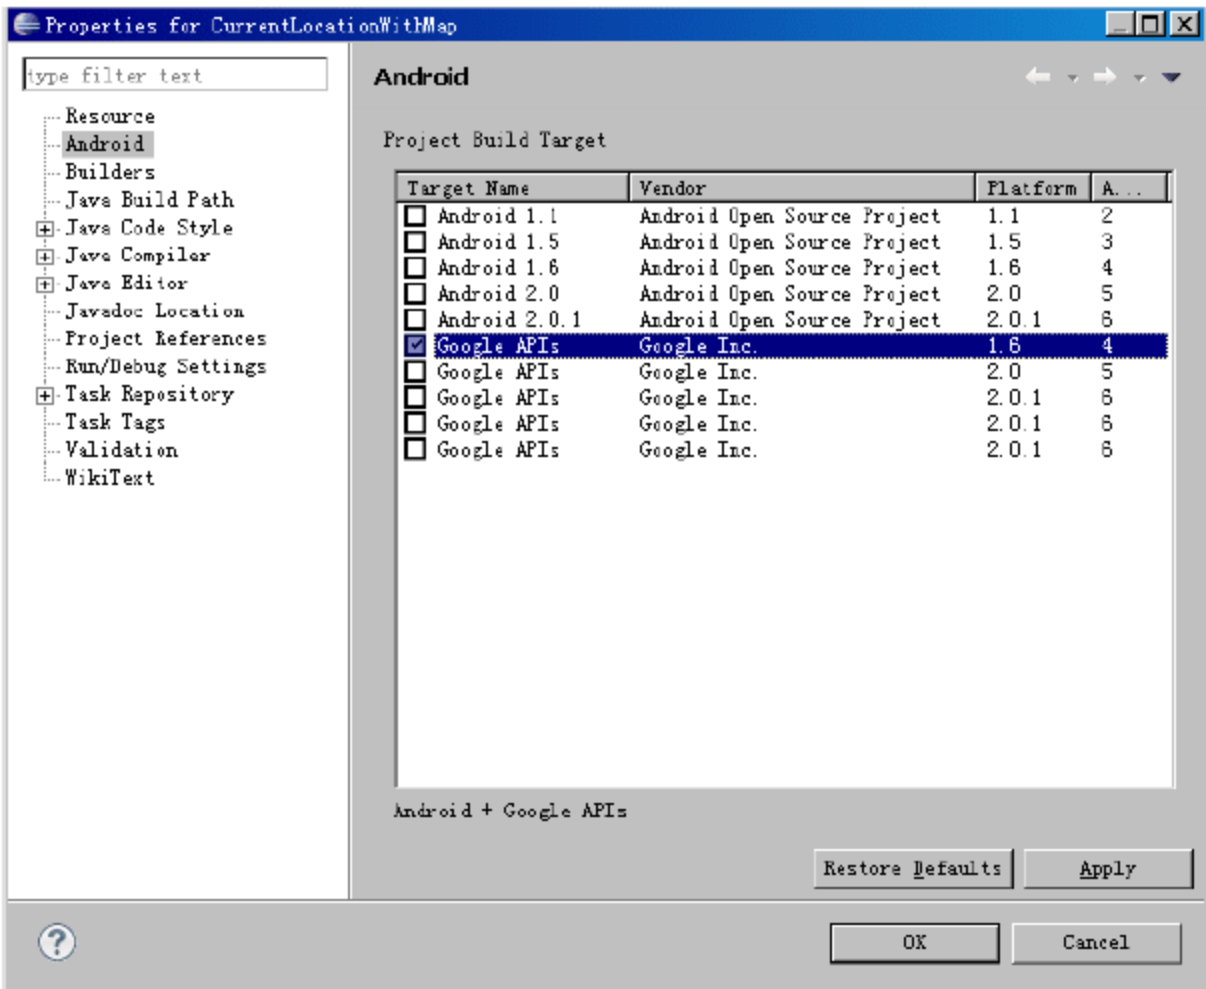 Properties for CurrentLocationWithMap
type filter text
Resource
Android
Builders
Java Build Path
Java Code Style
Java Compiler
Java Editor
Javadoc Location
Project References
Run/Debug Settings
Task Repository
Task Tags
Validation
WikiText
Android
Project Build Target
Target Name Vendor Platform A...
Android 1.1 Android Open Source Project 1.1 2
Android 1.5 Android Open Source Project 1.5 3
Android 1.6 Android Open Source Project 1.6 4
Android 2.0 Android Open Source Project 2.0 5
Android 2.0.1 Android Open Source Project 2.0.1 6
Google APIs Google Inc. 1.6 4
Google APIs Google Inc. 2.0 5
Google APIs Google Inc. 2.0.1 6
Google APIs Google Inc. 2.0.1 6
Google APIs Google Inc. 2.0.1 6
Android + Google APIs
Restore Defaults Apply
OK Cancel